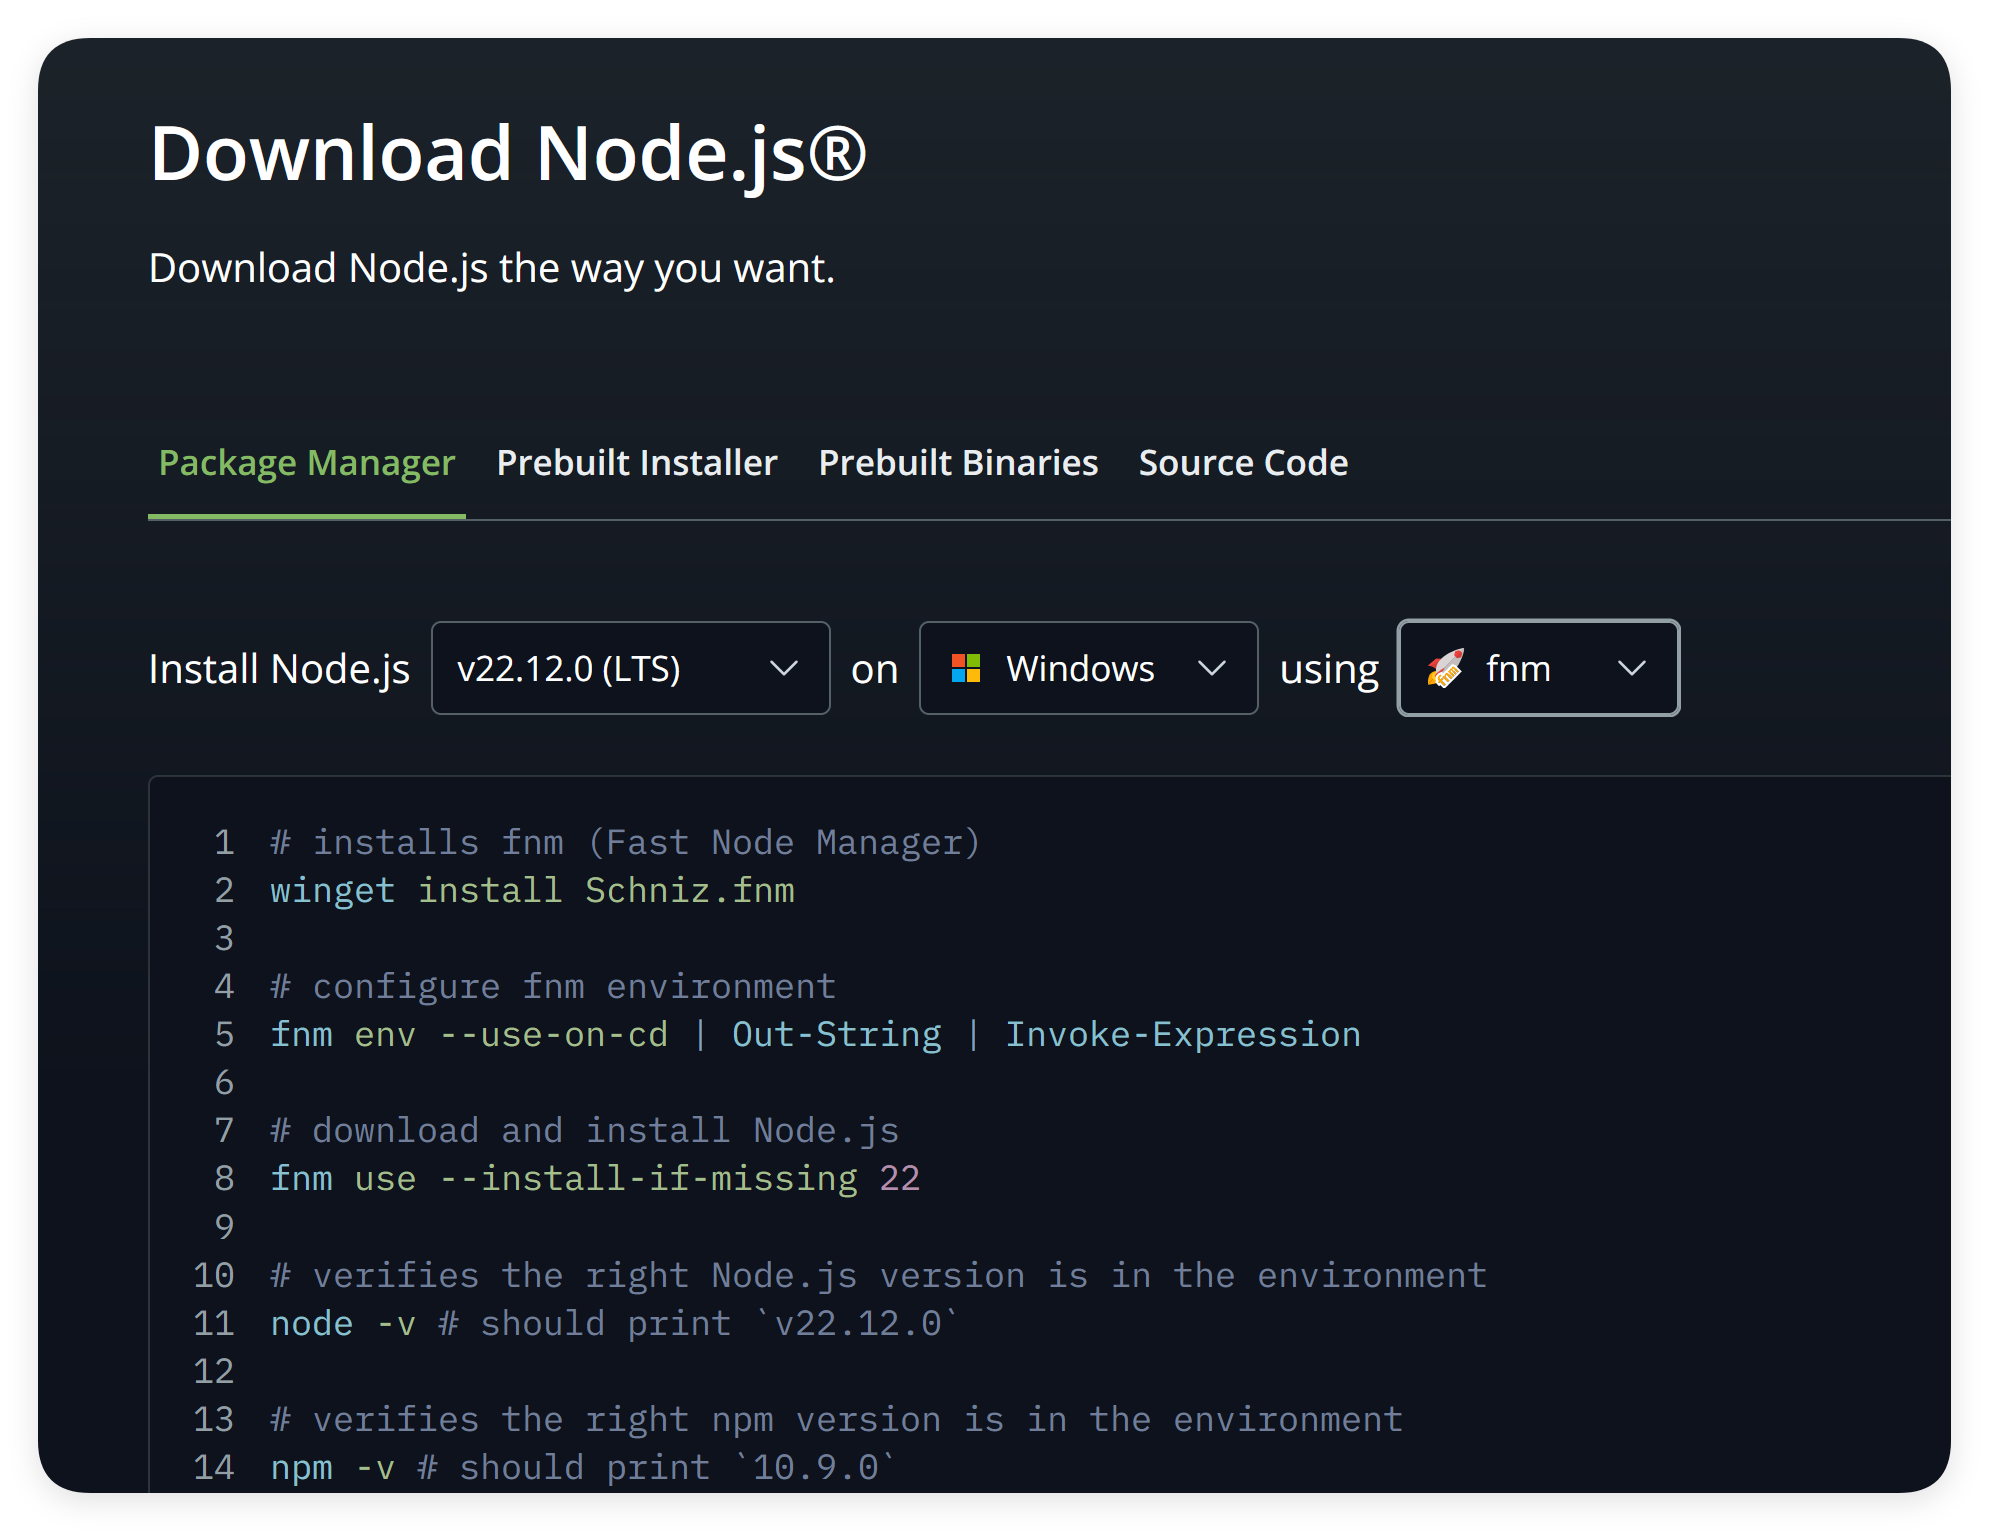 Download Node.js®
Download Node.js the way you want.
Package Manager Prebuilt Installer Prebuilt Binaries Source Code
Install Node.js v22.12.0 (LTS) on Windows using fnm
1 # installs fnm (Fast Node Manager)
2 winget install Schniz.fnm
3
4 # configure fnm environment
5 fnm env --use-on-cd | Out-String | Invoke-Expression
6
7 # download and install Node.js
8 fnm use --install-if-missing 22
9
10 # verifies the right Node.js version is in the environment
11 node -v # should print `v22.12.0`
12
13 # verifies the right npm version is in the environment
14 npm -v # should print `10.9.0`